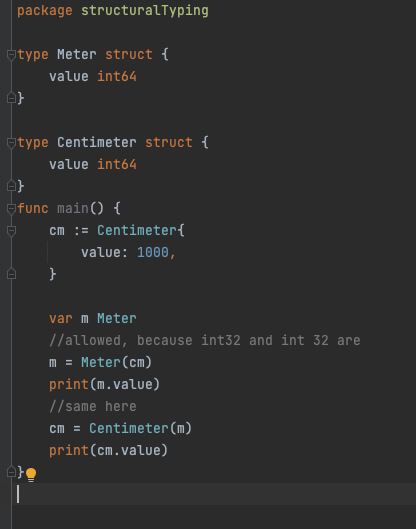 package structuralTyping
type Meter struct {
    value int64
}
type Centimeter struct {
    value int64
}
func main() {
    cm := Centimeter{
        value: 1000,
    }
    var m Meter
    //allowed, because int32 and int 32 are
    m = Meter(cm)
    print(m.value)
    //same here
    cm = Centimeter(m)
    print(cm.value)
}